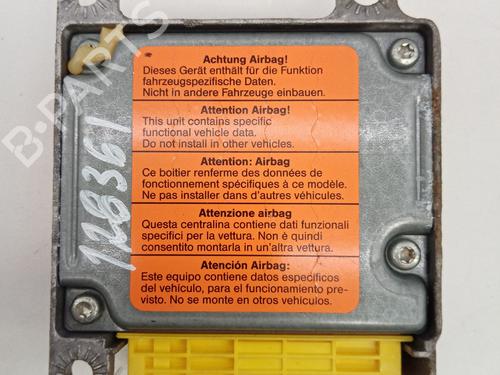 Achtung Airbag!
Dieses Gerät enthält für die Funktion
fahrzeugspezifische Daten.
Nicht in andere Fahrzeuge einbauen.
Attention Airbag!
This unit contains specific
functional vehicle data.
Do not install in other vehicles.
Attention: Airbag
Ce boitier renferme des données de
fonctionnement spécifiques à ce modèle.
Ne pas installer dans d'autres véhicules.
Attenzione airbag
Questa centralina contiene dati funzionali
specifici per la vettura. Non è quindi
consentito montarla in un'altra vettura.
Atención Airbag:
Este equipo contiene datos específicos
del vehículo, para el funcionamiento pre-
visto. No se monte en otros vehículos.
128361
B-PARTS